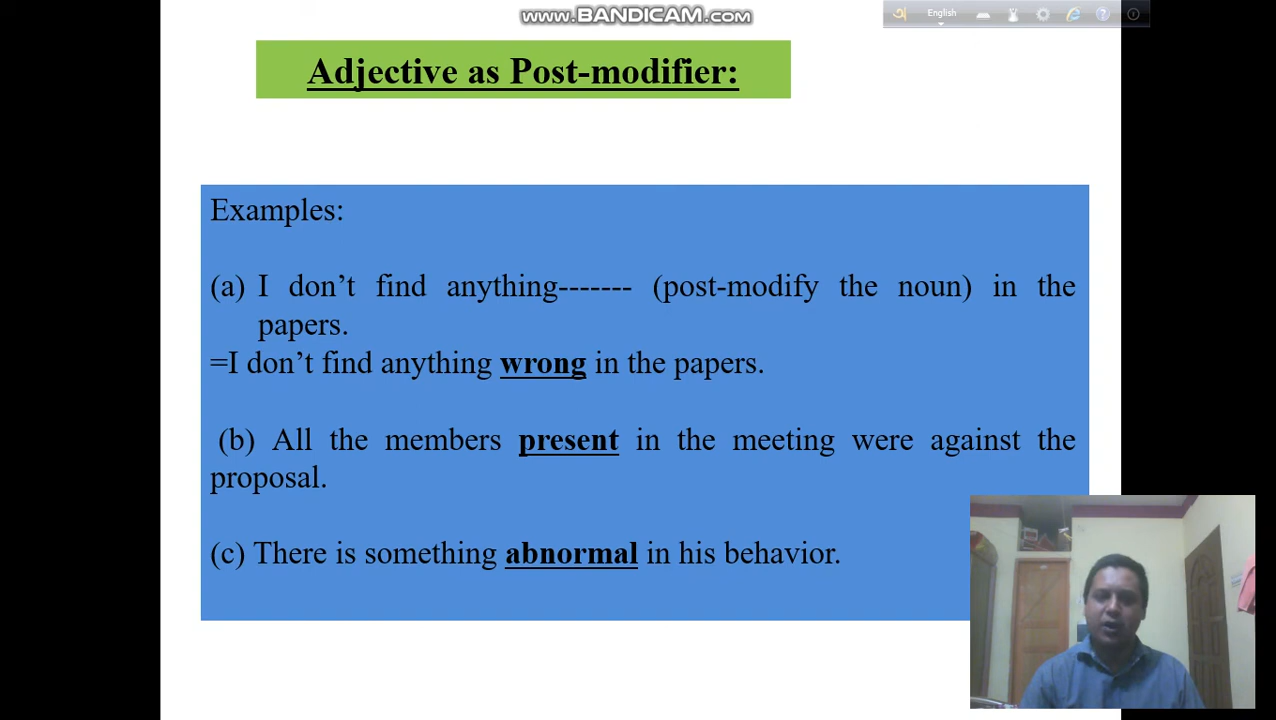 www.BANDICAM.com
English
Adjective as Post-modifier:
Examples:
(a) I don’t find anything------- (post-modify the noun) in the
papers.
=I don’t find anything wrong in the papers.
(b) All the members present in the meeting were against the
proposal.
(c) There is something abnormal in his behavior.